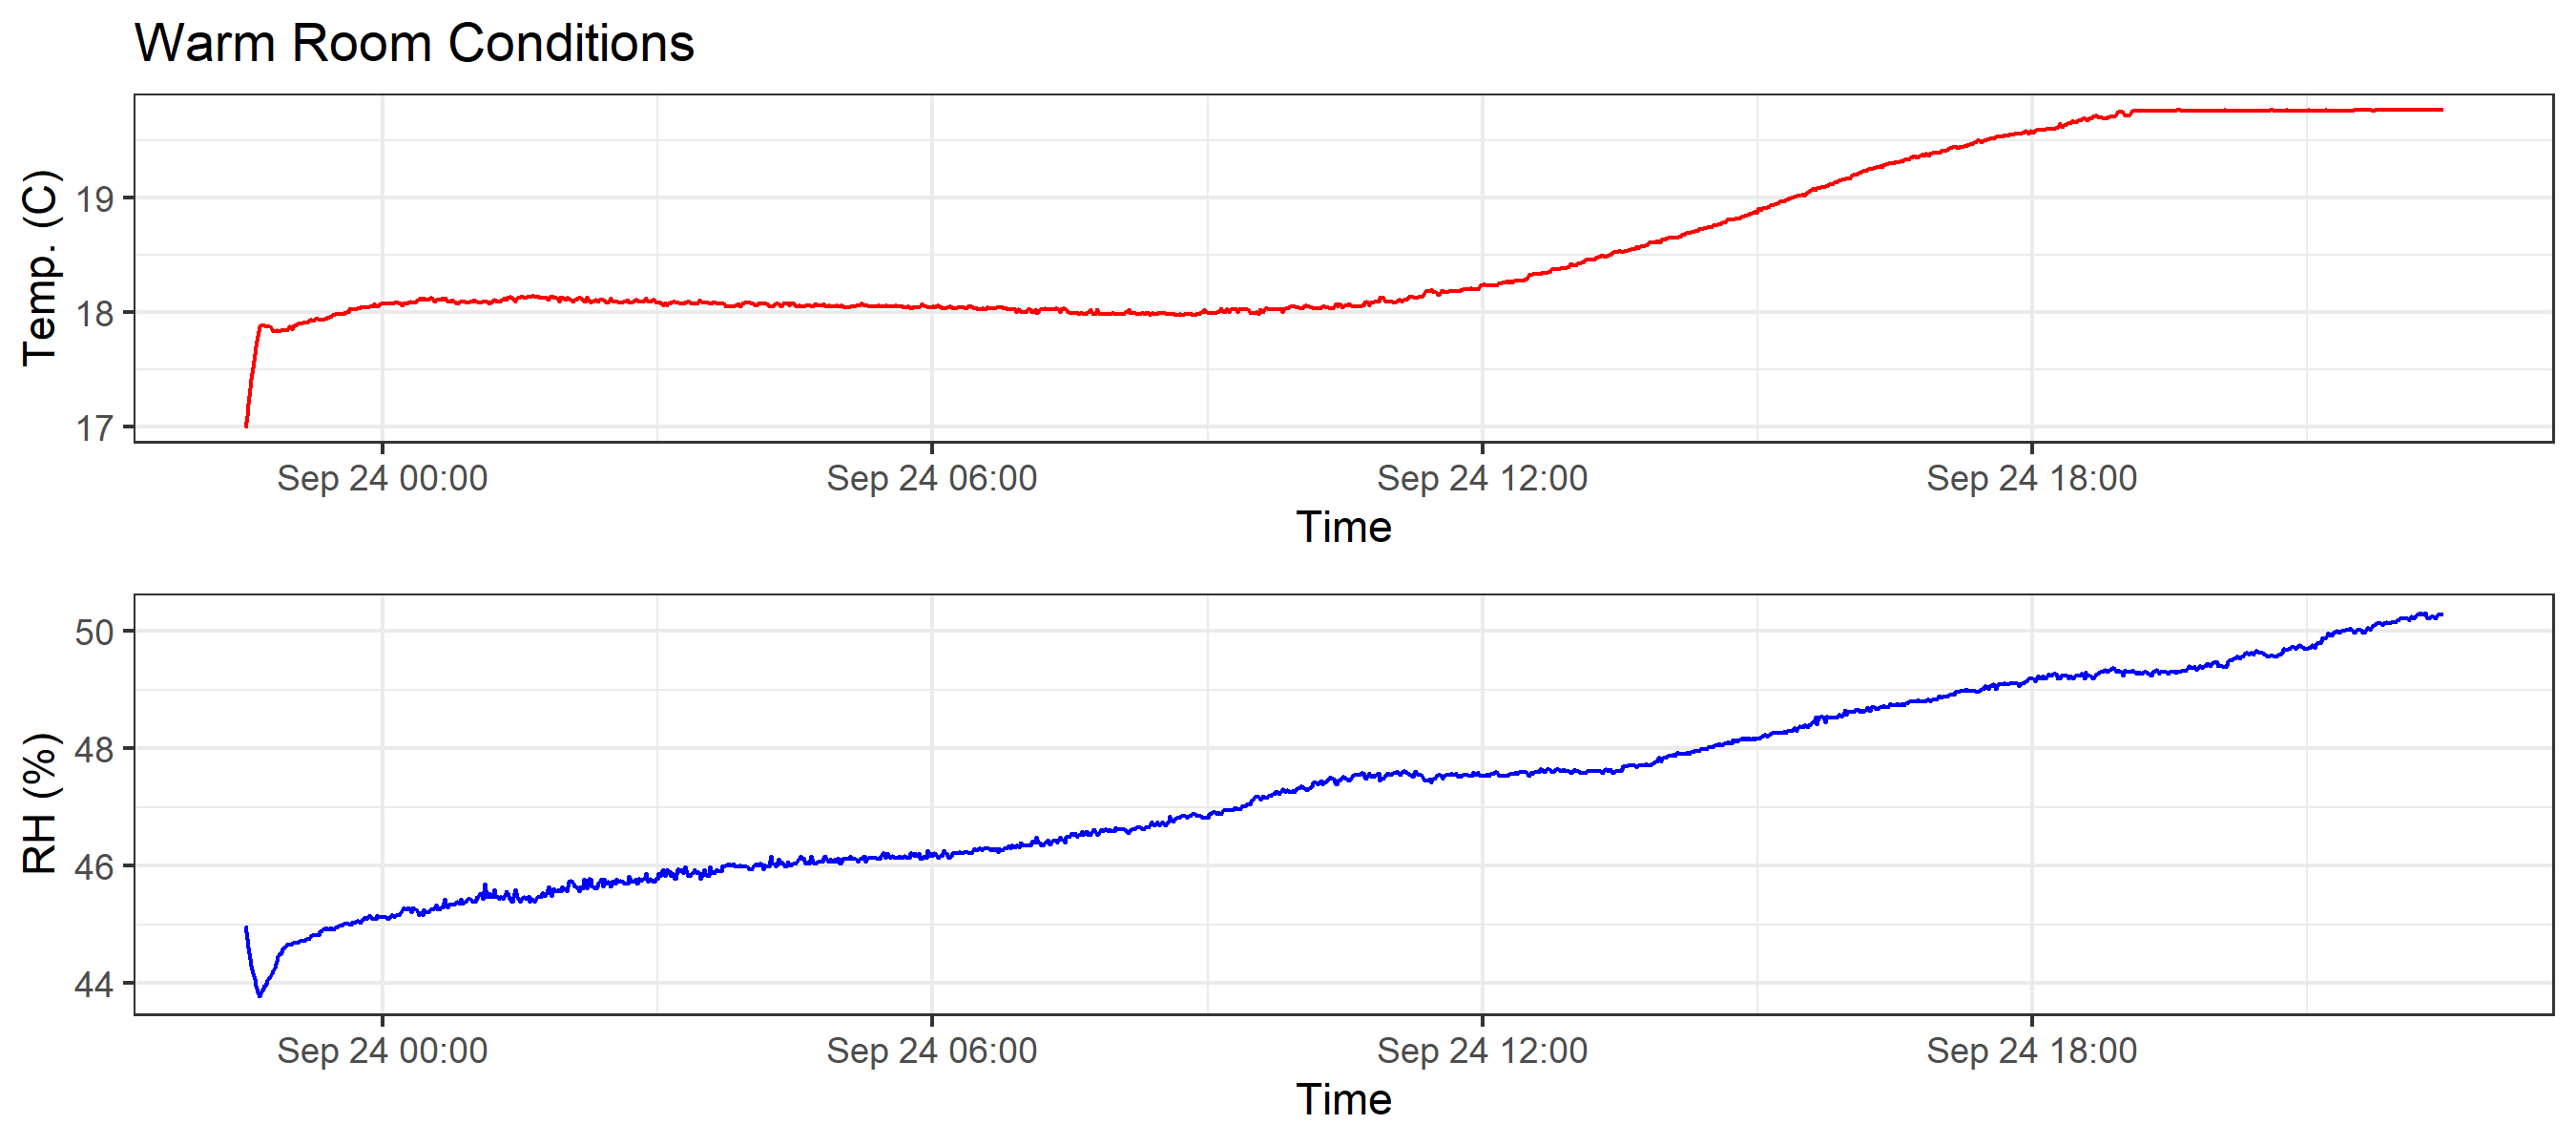 Warm Room Conditions
Temp. (C)
19
18
17
Sep 24 00:00 Sep 24 06:00 Sep 24 12:00 Sep 24 18:00
Time
RH (%)
50
48
46
44
Sep 24 00:00 Sep 24 06:00 Sep 24 12:00 Sep 24 18:00
Time